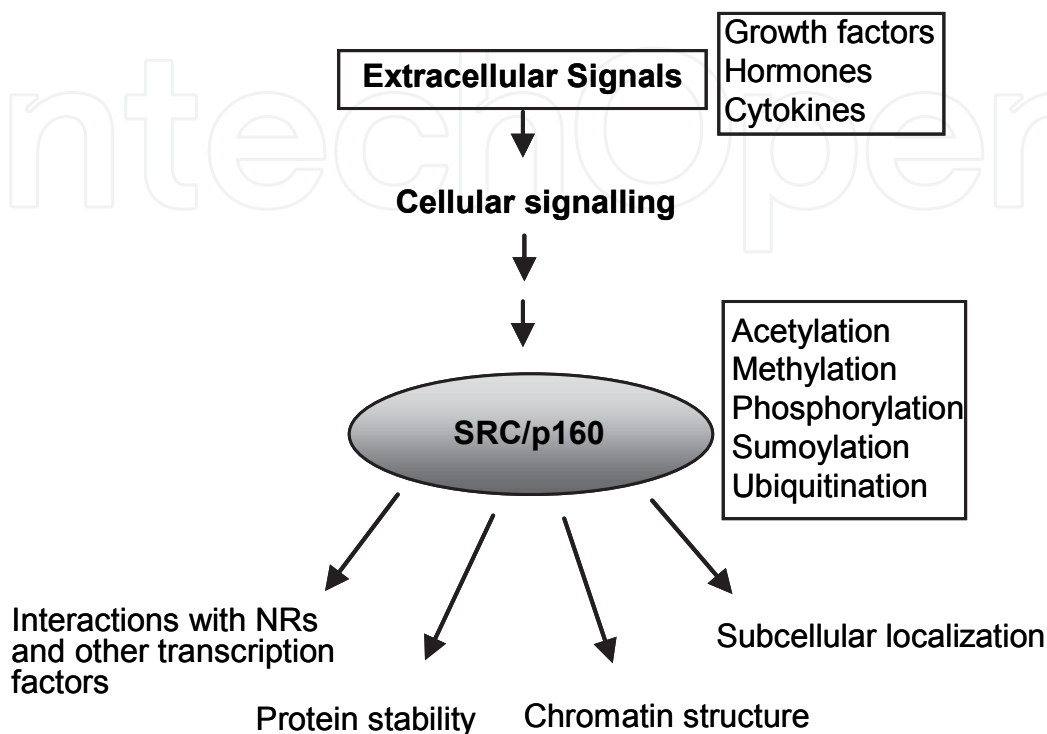 Growth factors
Extracellular Signals
Hormones
Cytokines
Cellular signalling
Acetylation
Methylation
Phosphorylation
Sumoylation
Ubiquitination
SRC/p160
Interactions with NRs
and other transcription
factors
Subcellular localization
Protein stability
Chromatin structure
ntechOpen